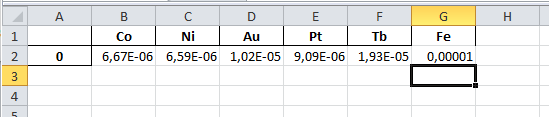 A B C D E F G H
1 Co Ni Au Pt Tb Fe
2 0 6,67E-06 6,59E-06 1,02E-05 9,09E-06 1,93E-05 0,00001
3
4
5